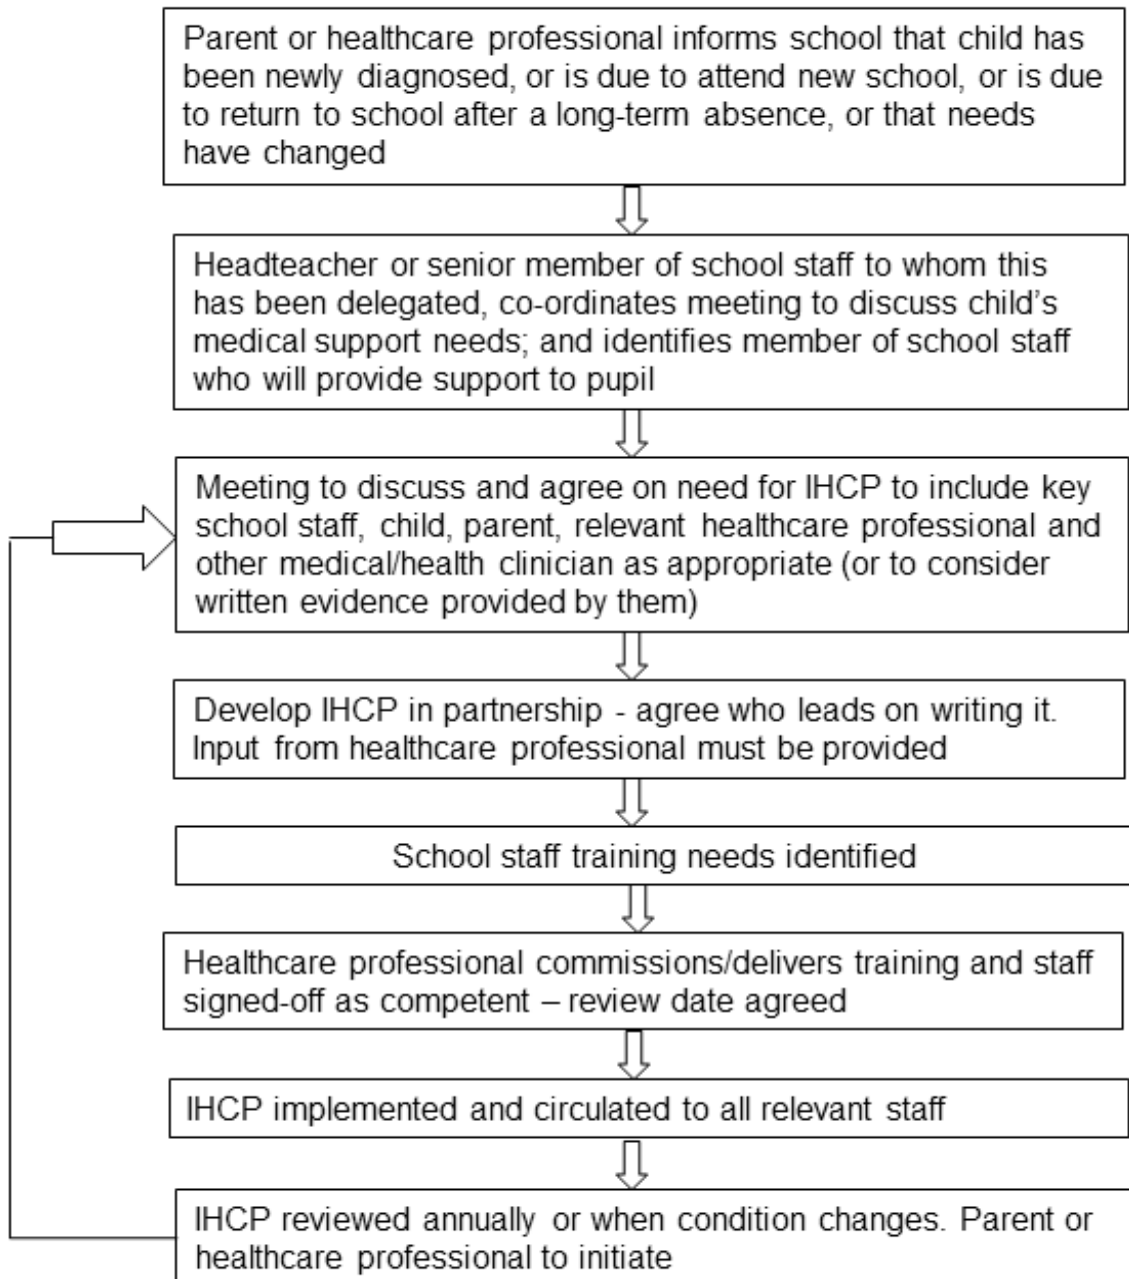 Parent or healthcare professional informs school that child has
been newly diagnosed, or is due to attend new school, or is due
to return to school after a long-term absence, or that needs
have changed
Headteacher or senior member of school staff to whom this
has been delegated, co-ordinates meeting to discuss child's
medical support needs; and identifies member of school staff
who will provide support to pupil
Meeting to discuss and agree on need for IHCP to include key
school staff, child, parent, relevant healthcare professional and
other medical/health clinician as appropriate (or to consider
written evidence provided by them)
Develop IHCP in partnership - agree who leads on writing it.
Input from healthcare professional must be provided
School staff training needs identified
Healthcare professional commissions/delivers training and staff
signed-off as competent – review date agreed
IHCP implemented and circulated to all relevant staff
IHCP reviewed annually or when condition changes. Parent or
healthcare professional to initiate